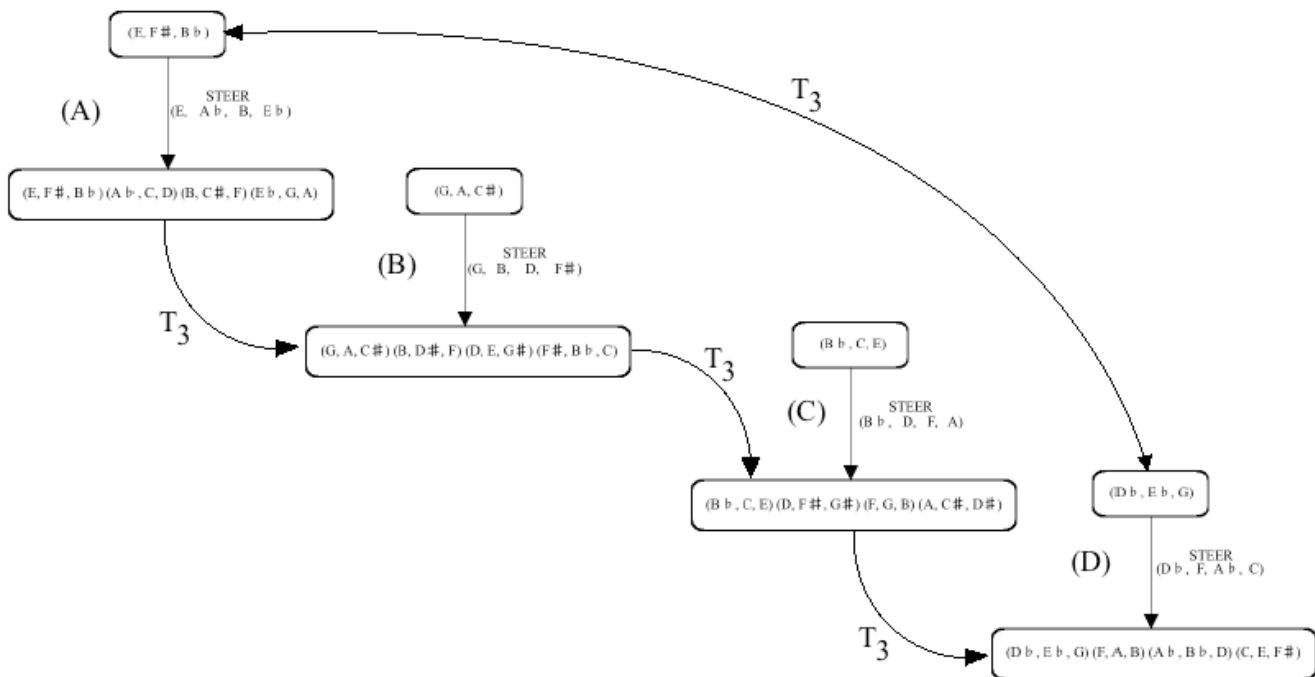 (E, F♯, B♭)
T3
STEER
(A)
(E, A♭, B, E♭)
(E, F♯, B♭) (A♭, C, D) (B, C♯, F) (E♭, G, A)
(G, A, C♯)
STEER
(B)
(G, B, D, F♯)
T3
(G, A, C♯) (B, D♯, F) (D, E, G♯) (F♯, B♭, C)
(B♭, C, E)
T3
STEER
(C)
(B♭, D, F, A)
(B♭, C, E) (D, F♯, G♯) (F, G, B) (A, C♯, D♯)
(D♭, E♭, G)
STEER
(D)
(D♭, F, A♭, C)
T3
(D♭, E♭, G) (F, A, B) (A♭, B♭, D) (C, E, F♯)